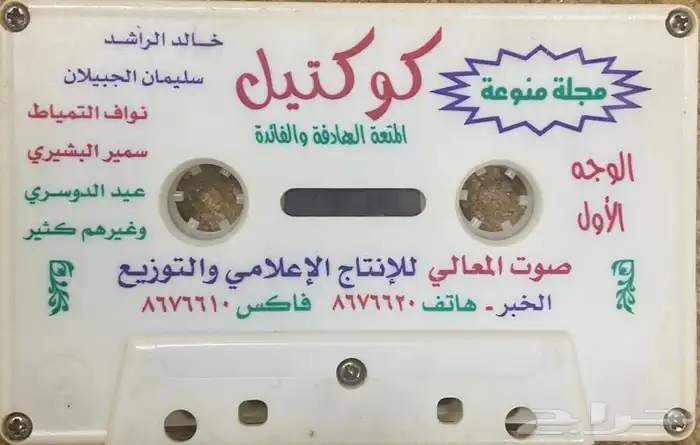 كوكتيل
المتعة الهادفة والفائدة
مجلة منوعة
خالد الراشد
سليمان الجبيلان
نواف التمياط
سمير البشيري
عيد الدوسري
وغيرهم كثير
الوجه
الأول
صوت المعالي للإنتاج الإعلامي والتوزيع
الخبر - هاتف ٨٦٧٦٦٢٠ فاكس ٨٦٧٦٦١٠
حراج